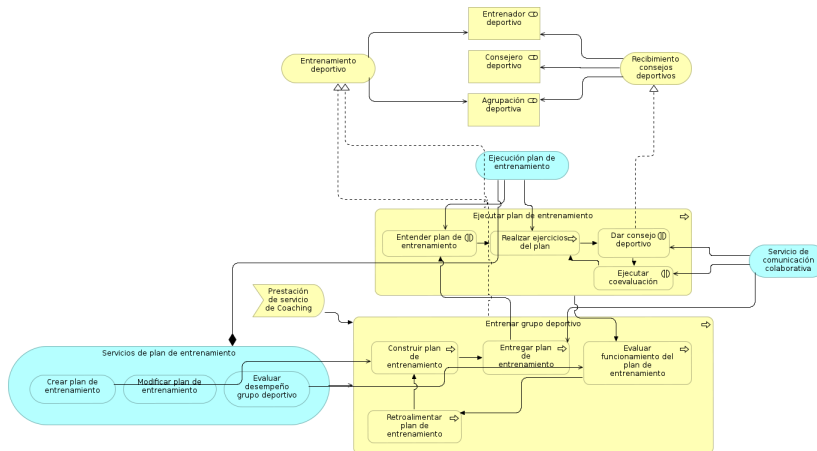 Entrenador
deportivo
Entrenamiento
deportivo
Consejero
deportivo
Recibimiento
consejos
deportivos
Agrupación
deportiva
Ejecución plan de
entrenamiento
Ejecutar plan de entrenamiento
Entender plan de
entrenamiento
Realizar ejercicios
del plan
Dar consejo
deportivo
Ejecutar
coevaluación
Servicio de
comunicación
colaborativa
Prestación
de servicio
de Coaching
Entrenar grupo deportivo
Construir plan
de
entrenamiento
Entregar plan
de
entrenamiento
Evaluar
funcionamiento del
plan de
entrenamiento
Servicios de plan de entrenamiento
Crear plan de
entrenamiento
Modificar plan de
entrenamiento
Evaluar
desempeño
grupo deportivo
Retroalimentar
plan de
entrenamiento